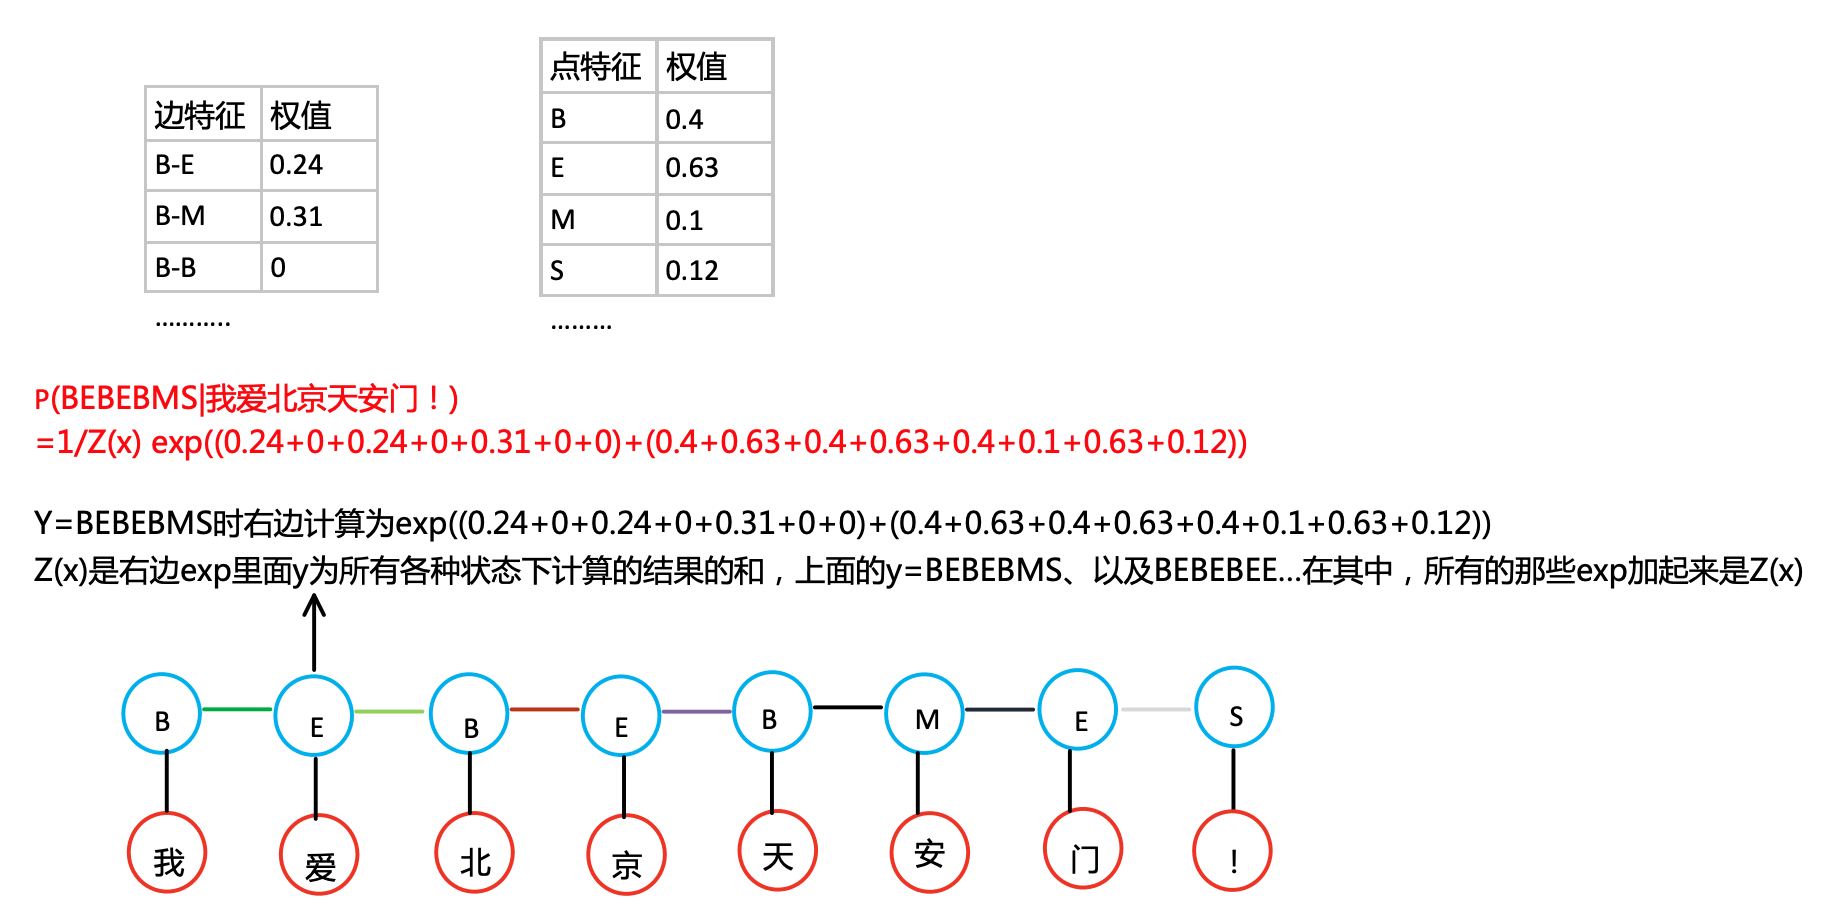 边特征 权值
B-E 0.24
B-M 0.31
B-B 0
...........
点特征 权值
B 0.4
E 0.63
M 0.1
S 0.12
.........
P(BEBEBMS|我爱北京天安门！)
=1/Z(x) exp((0.24+0+0.24+0+0.31+0+0)+(0.4+0.63+0.4+0.63+0.4+0.1+0.63+0.12))
Y=BEBEBMS时右边计算为exp((0.24+0+0.24+0+0.31+0+0)+(0.4+0.63+0.4+0.63+0.4+0.1+0.63+0.12))
Z(x)是右边exp里面y为所有各种状态下计算的结果的和，上面的y=BEBEBMS、以及BEBEBEE...在其中，所有的那些exp加起来是Z(x)
B E B E B M E S
我 爱 北 京 天 安 门 ！